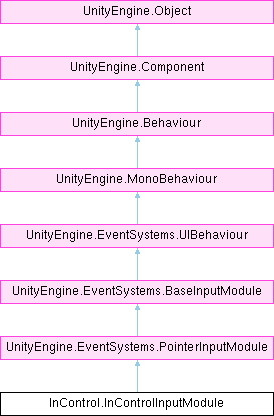 UnityEngine.Object
UnityEngine.Component
UnityEngine.Behaviour
UnityEngine.MonoBehaviour
UnityEngine.EventSystems.UIBehaviour
UnityEngine.EventSystems.BaseInputModule
UnityEngine.EventSystems.PointerInputModule
InControl.InControlInputModule